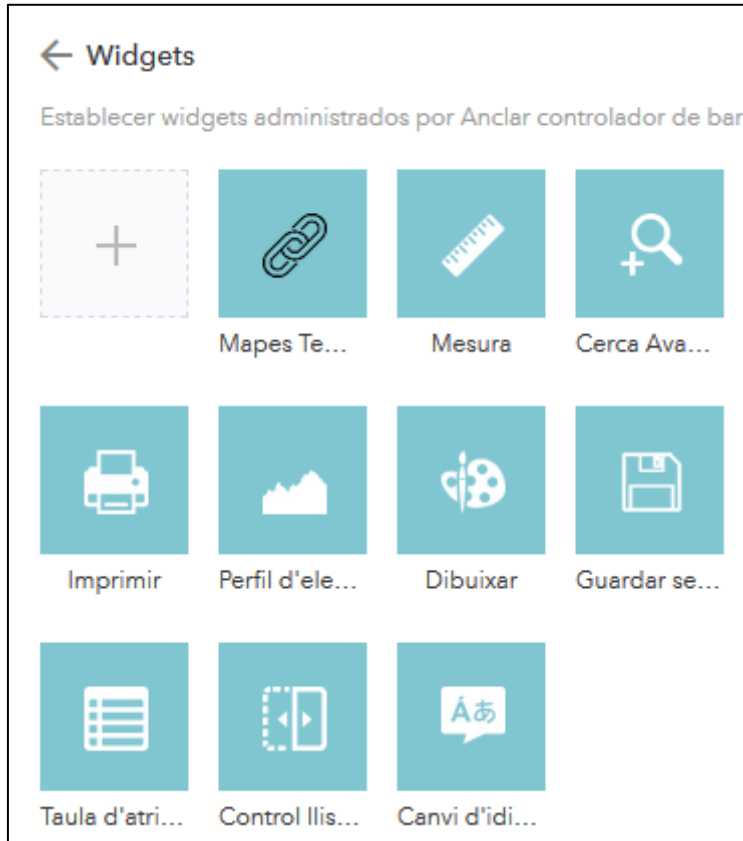 Widgets
Establecer widgets administrados por Anclar controlador de bar
Mapes Te...
Mesura
Cerca Ava...
Imprimir
Perfil d'ele...
Dibuixar
Guardar se...
Áあ
Taula d'atri...
Control llis...
Canvi d'idi...